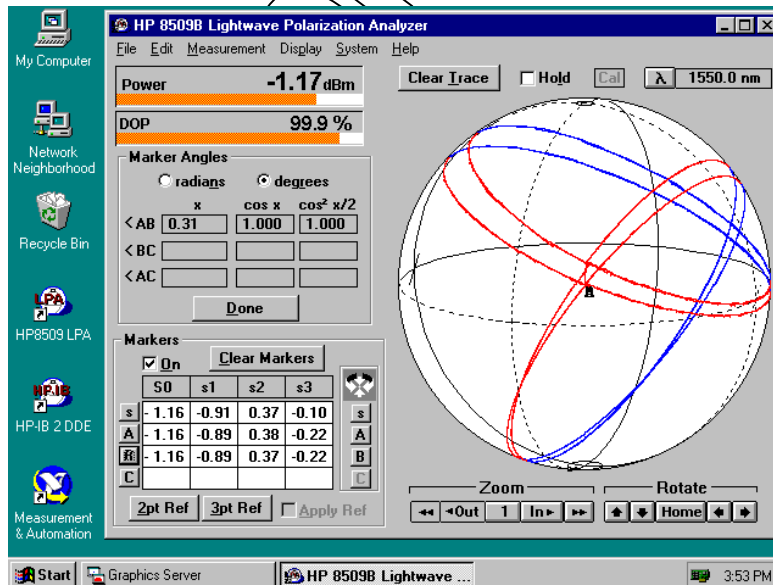 HP 8509B Lightwave Polarization Analyzer
File Edit Measurement Display System Help
My Computer
Network Neighborhood
Recycle Bin
HP8509 LPA
HP-IB 2 DDE
Measurement & Automation
Power -1.17 dBm
DOP 99.9 %
Clear Trace Hold Cal λ 1550.0 nm
Marker Angles
radians degrees
x cos x cos² x/2
<AB 0.31 1.000 1.000
<BC
<AC
Done
Markers
On Clear Markers
S0 s1 s2 s3
s - 1.16 -0.91 0.37 -0.10 s
A - 1.16 -0.89 0.38 -0.22 A
- 1.16 -0.89 0.37 -0.22 B
C C
2pt Ref 3pt Ref Apply Ref
Zoom
Out 1 In
Rotate
Home
Start Graphics Server HP 8509B Lightwave ... 3:53 PM